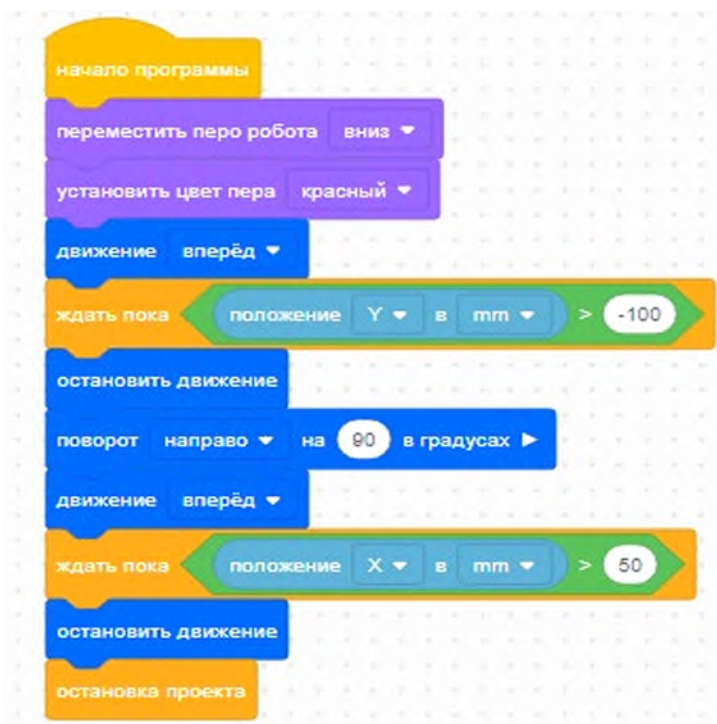 начало программы
переместить перо робота вниз
установить цвет пера красный
движение вперёд
ждать пока положение Y в mm > -100
остановить движение
поворот направо на 90 в градусах
движение вперёд
ждать пока положение X в mm > 50
остановить движение
остановка проекта